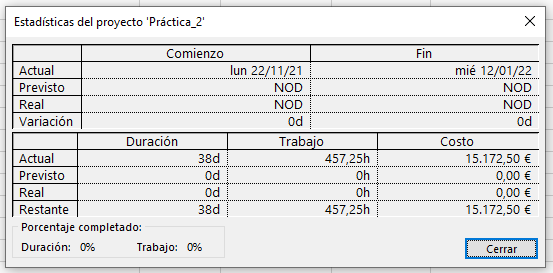 Estadísticas del proyecto 'Práctica_2'
Comienzo Fin
Actual lun 22/11/21 mié 12/01/22
Previsto NOD NOD
Real NOD NOD
Variación 0d 0d
Duración Trabajo Costo
Actual 38d 457,25h 15.172,50 €
Previsto 0d 0h 0,00 €
Real 0d 0h 0,00 €
Restante 38d 457,25h 15.172,50 €
Porcentaje completado:
Duración: 0% Trabajo: 0%
Cerrar